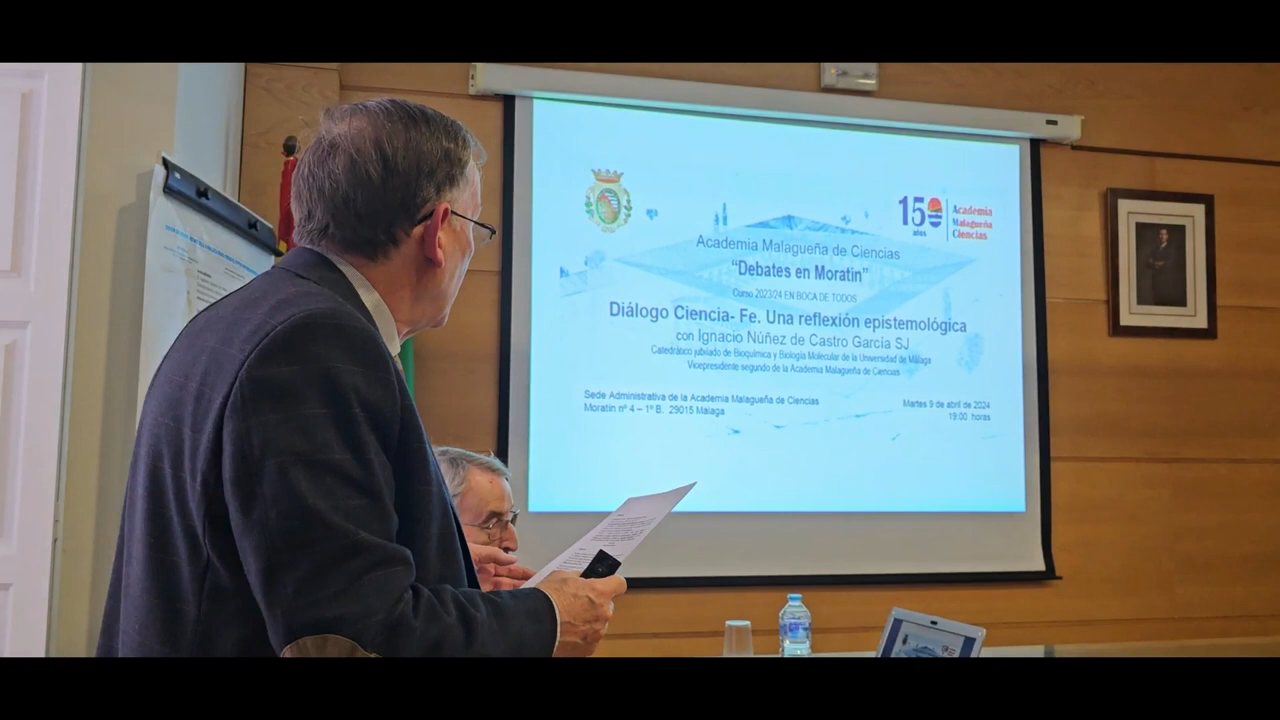 150
años
Academia
Malagueña
Ciencias
Academia Malagueña de Ciencias
“Debates en Moratín”
Curso 2023/24 EN BOCA DE TODOS
Diálogo Ciencia- Fe. Una reflexión epistemológica
con Ignacio Núñez de Castro García SJ
Catedrático jubilado de Bioquímica y Biología Molecular de la Universidad de Málaga
Vicepresidente segundo de la Academia Malagueña de Ciencias
Sede Administrativa de la Academia Malagueña de Ciencias
Moratín nº 4 – 1º B. 29015 Málaga
Martes 9 de abril de 2024
19:00 horas